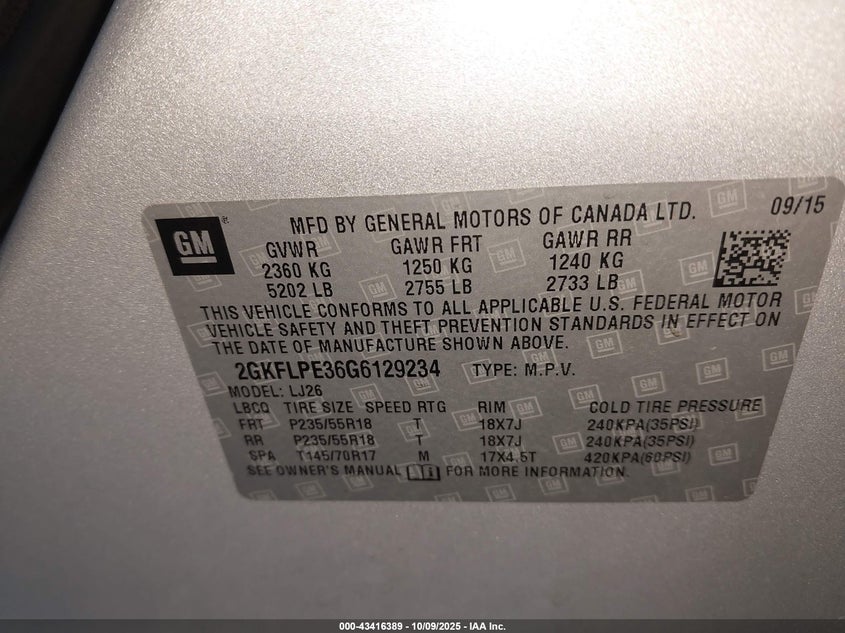 GM
®
MFD BY GENERAL MOTORS OF CANADA LTD.
09/15
GVWR GAWR FRT GAWR RR
2360 KG 1250 KG 1240 KG
5202 LB 2755 LB 2733 LB
THIS VEHICLE CONFORMS TO ALL APPLICABLE U.S. FEDERAL MOTOR
VEHICLE SAFETY AND THEFT PREVENTION STANDARDS IN EFFECT ON
THE DATE OF MANUFACTURE SHOWN ABOVE.
2GKFLPE36G6129234 TYPE: M.P.V.
MODEL: LJ26
LBCQ TIRE SIZE SPEED RTG RIM COLD TIRE PRESSURE
FRT P235/55R18 T 18X7J 240KPA(35PSI)
RR P235/55R18 T 18X7J 240KPA(35PSI)
SPA T145/70R17 M 17X4.5T 420KPA(60PSI)
SEE OWNER'S MANUAL FOR MORE INFORMATION.
000-43416389 - 10/09/2025 - IAA Inc.